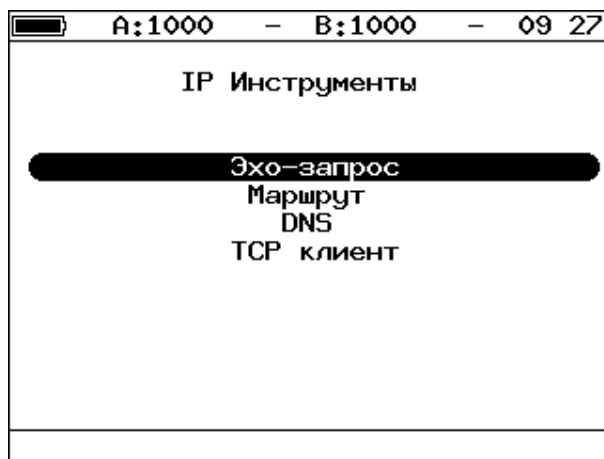 A:1000 – B:1000 – 09 27
IP Инструменты
Эхо-запрос
Маршрут
DNS
TCP клиент